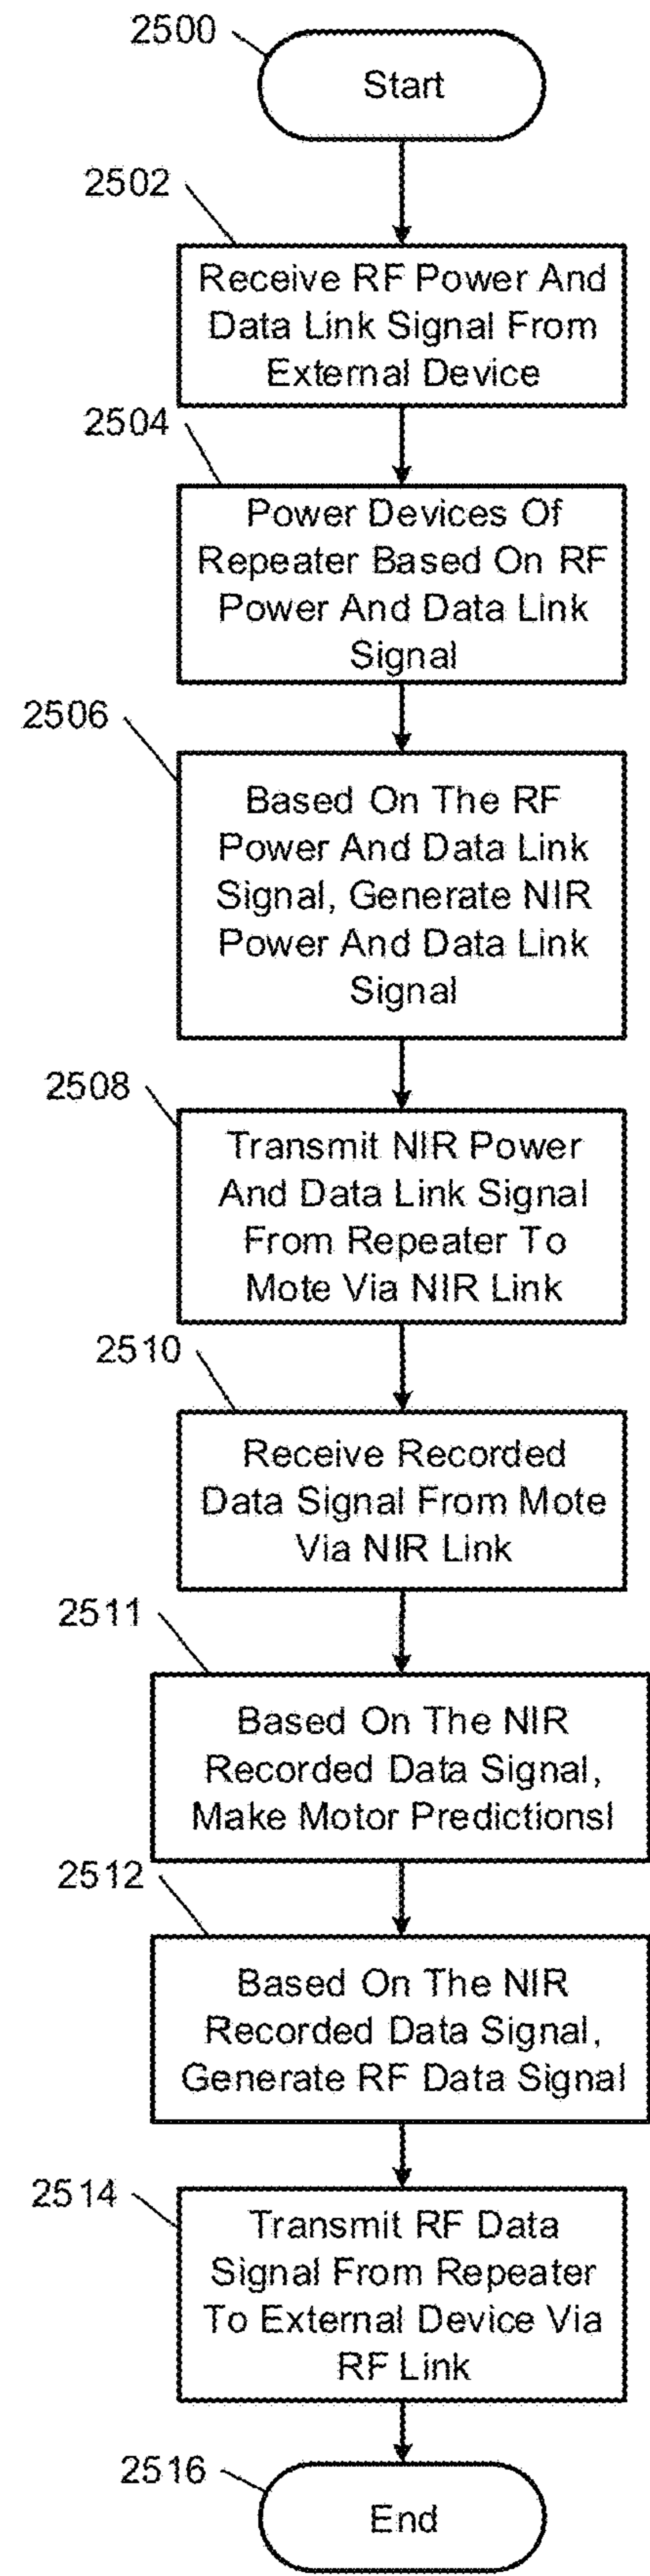 2500
Start
2502
Receive RF Power And
Data Link Signal From
External Device
2504
Power Devices Of
Repeater Based On RF
Power And Data Link
Signal
2506
Based On The RF
Power And Data Link
Signal, Generate NIR
Power And Data Link
Signal
2508
Transmit NIR Power
And Data Link Signal
From Repeater To
Mote Via NIR Link
2510
Receive Recorded
Data Signal From Mote
Via NIR Link
2511
Based On The NIR
Recorded Data Signal,
Make Motor Predictionsl
2512
Based On The NIR
Recorded Data Signal,
Generate RF Data Signal
2514
Transmit RF Data
Signal From Repeater
To External Device Via
RF Link
2516
End